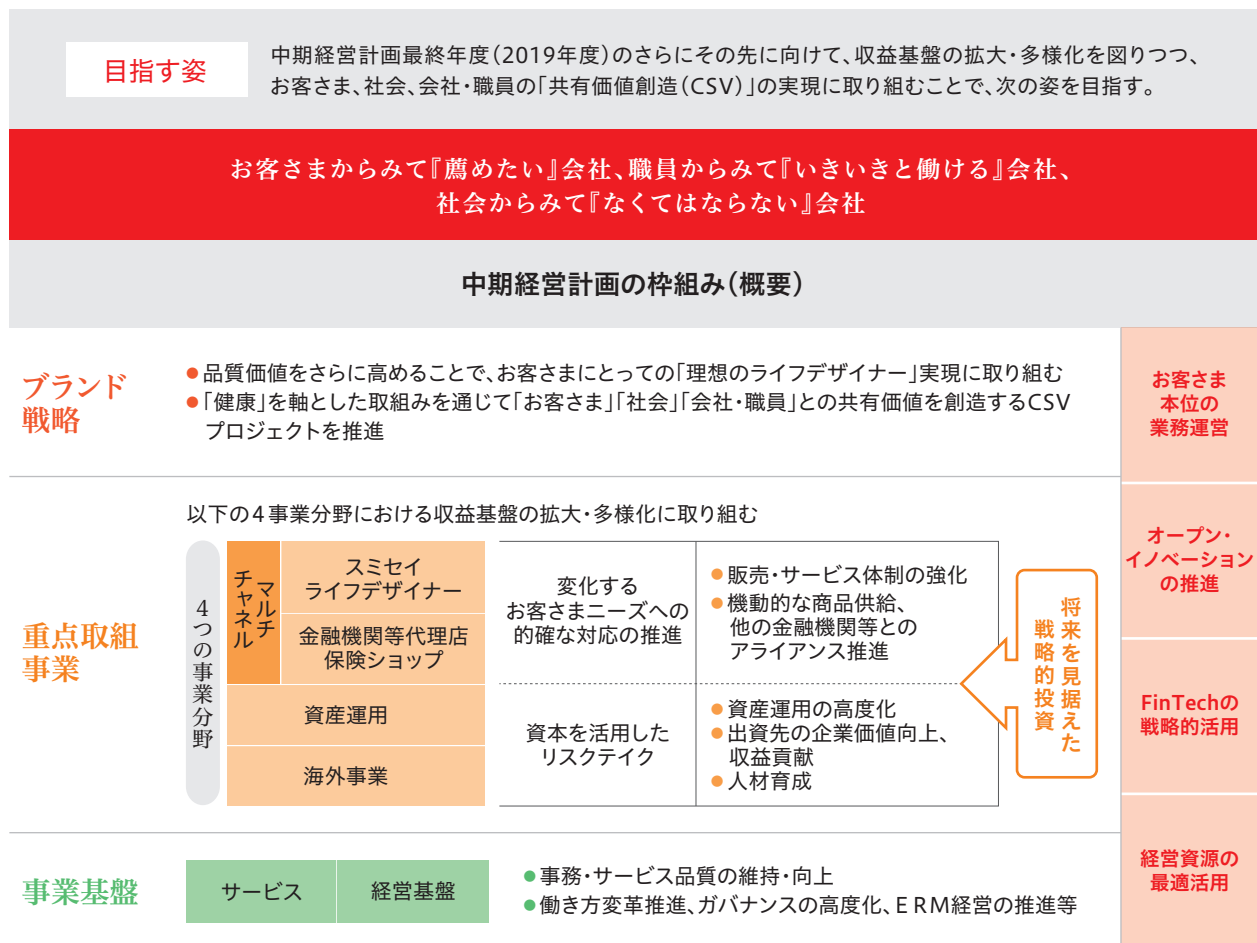 目指す姿
中期経営計画最終年度(2019年度)のさらにその先に向けて、収益基盤の拡大・多様化を図りつつ、
お客さま、社会、会社・職員の「共有価値創造(CSV)」の実現に取り組むことで、次の姿を目指す。
お客さまからみて『薦めたい』会社、職員からみて『いきいきと働ける』会社、
社会からみて『なくてはならない』会社
中期経営計画の枠組み(概要)
ブランド
戦略
●品質価値をさらに高めることで、お客さまにとっての「理想のライフデザイナー」実現に取り組む
●「健康」を軸とした取組みを通じて「お客さま」「社会」「会社・職員」との共有価値を創造するCSV
プロジェクトを推進
重点取組
事業
以下の4事業分野における収益基盤の拡大・多様化に取り組む
4つの事業分野
マルチ
チャネル
スミセイ
ライフデザイナー
金融機関等代理店
保険ショップ
資産運用
海外事業
変化する
お客さまニーズへの
的確な対応の推進
●販売・サービス体制の強化
●機動的な商品供給、
他の金融機関等との
アライアンス推進
資本を活用した
リスクテイク
●資産運用の高度化
●出資先の企業価値向上、
収益貢献
●人材育成
将来を見据えた
戦略的投資
事業基盤
サービス
経営基盤
●事務・サービス品質の維持・向上
●働き方変革推進、ガバナンスの高度化、ERM経営の推進等
お客さま
本位の
業務運営
オープン・
イノベーション
の推進
FinTechの
戦略的活用
経営資源の
最適活用